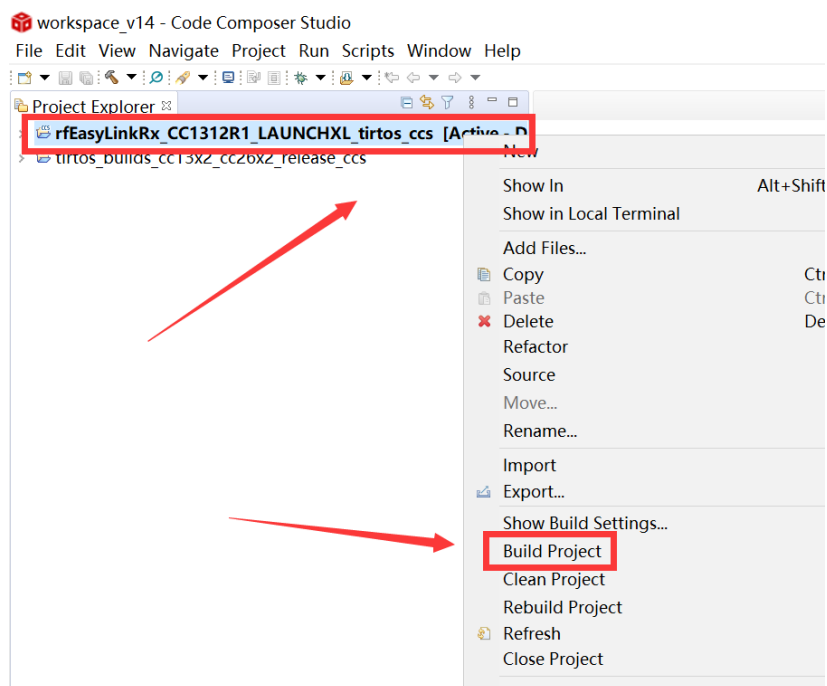 workspace_v14 - Code Composer Studio
File Edit View Navigate Project Run Scripts Window Help
Project Explorer
rfEasyLinkRx_CC1312R1_LAUNCHXL_tirtos_ccs [Active - D
tirtos_builds_cc13x2_cc26x2_release_ccs
New
Show In Alt+Shift
Show in Local Terminal
Add Files...
Copy Ctr
Paste Ctr
Delete De
Refactor
Source
Move...
Rename...
Import
Export...
Show Build Settings...
Build Project
Clean Project
Rebuild Project
Refresh
Close Project